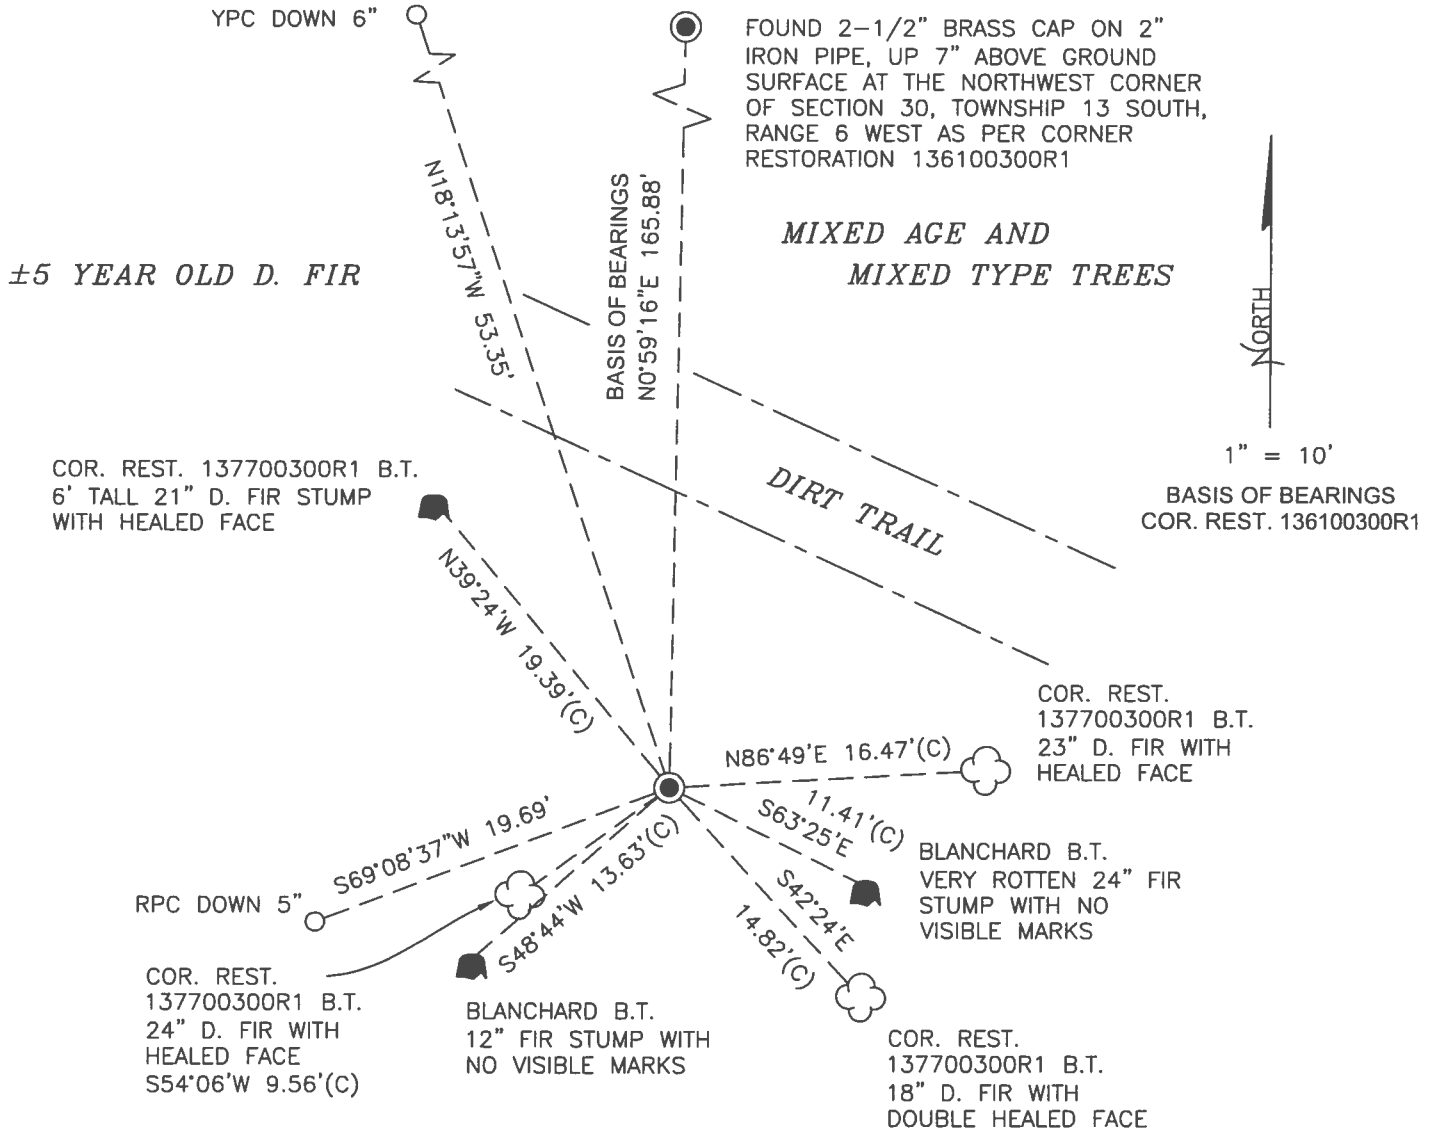 YPC DOWN 6"
FOUND 2-1/2" BRASS CAP ON 2"
IRON PIPE, UP 7" ABOVE GROUND
SURFACE AT THE NORTHWEST CORNER
OF SECTION 30, TOWNSHIP 13 SOUTH,
RANGE 6 WEST AS PER CORNER
RESTORATION 136100300R1
N18°13'57"W 53.35'
BASIS OF BEARINGS
N0°59'16"E 165.88'
MIXED AGE AND
MIXED TYPE TREES
±5 YEAR OLD D. FIR
NORTH
1" = 10'
BASIS OF BEARINGS
COR. REST. 136100300R1
DIRT TRAIL
COR. REST. 137700300R1 B.T.
6' TALL 21" D. FIR STUMP
WITH HEALED FACE
N39°24'W 19.39'(C)
COR. REST.
137700300R1 B.T.
23" D. FIR WITH
HEALED FACE
N86°49'E 16.47'(C)
11.41'(C)
S63°25'E
BLANCHARD B.T.
VERY ROTTEN 24" FIR
STUMP WITH NO
VISIBLE MARKS
S42°24'E
14.82'(C)
S69°08'37"W 19.69'
RPC DOWN 5"
S48°44'W 13.63'(C)
COR. REST.
137700300R1 B.T.
24" D. FIR WITH
HEALED FACE
S54°06'W 9.56'(C)
BLANCHARD B.T.
12" FIR STUMP WITH
NO VISIBLE MARKS
COR. REST.
137700300R1 B.T.
18" D. FIR WITH
DOUBLE HEALED FACE